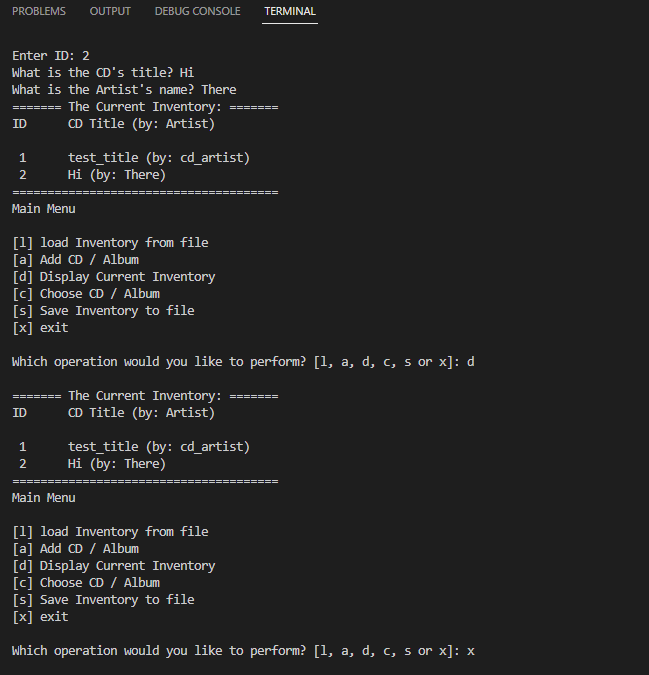 PROBLEMS OUTPUT DEBUG CONSOLE TERMINAL
Enter ID: 2
What is the CD's title? Hi
What is the Artist's name? There
======= The Current Inventory: =======
ID      CD Title (by: Artist)
 1      test_title (by: cd_artist)
 2      Hi (by: There)
======================================
Main Menu
[l] load Inventory from file
[a] Add CD / Album
[d] Display Current Inventory
[c] Choose CD / Album
[s] Save Inventory to file
[x] exit
Which operation would you like to perform? [l, a, d, c, s or x]: d
======= The Current Inventory: =======
ID      CD Title (by: Artist)
 1      test_title (by: cd_artist)
 2      Hi (by: There)
======================================
Main Menu
[l] load Inventory from file
[a] Add CD / Album
[d] Display Current Inventory
[c] Choose CD / Album
[s] Save Inventory to file
[x] exit
Which operation would you like to perform? [l, a, d, c, s or x]: x